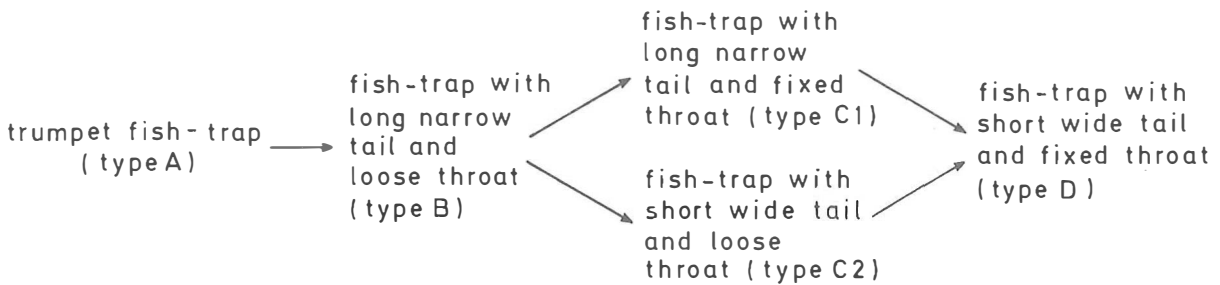 trumpet fish-trap
(type A)
fish-trap with
long narrow
tail and
loose throat
(type B)
fish-trap with
long narrow
tail and fixed
throat (type C1)
fish-trap with
short wide tail
and loose
throat (type C2)
fish-trap with
short wide tail
and fixed throat
(type D)